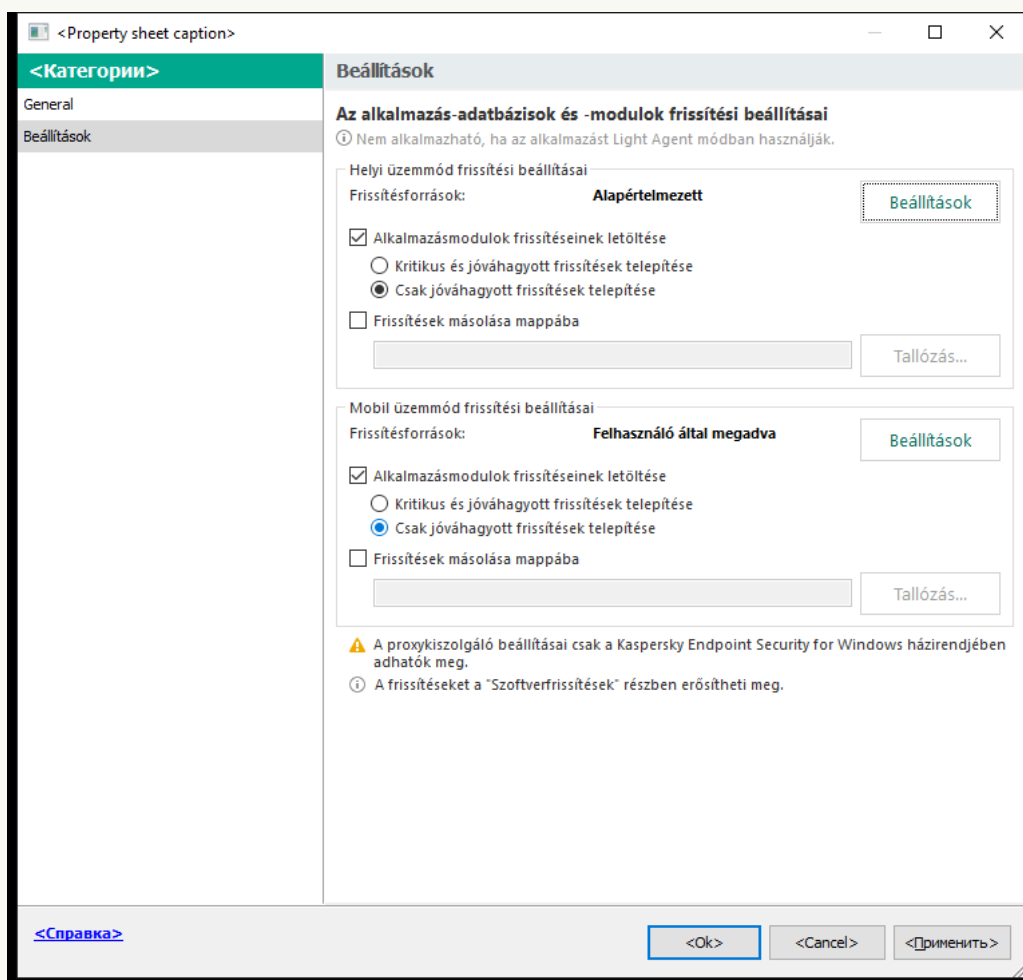 <Property sheet caption>
<Категории>
General
Beállítások
Beállítások
Az alkalmazás-adatbázisok és -modulok frissítési beállításai
Nem alkalmazható, ha az alkalmazást Light Agent módban használják.
Helyi üzemmód frissítési beállításai
Frissítésforrások: Alapértelmezett
Beállítások
Alkalmazásmodulok frissítéseinek letöltése
Kritikus és jóváhagyott frissítések telepítése
Csak jóváhagyott frissítések telepítése
Frissítések másolása mappába
Tallózás...
Mobil üzemmód frissítési beállításai
Frissítésforrások: Felhasználó által megadva
Beállítások
Alkalmazásmodulok frissítéseinek letöltése
Kritikus és jóváhagyott frissítések telepítése
Csak jóváhagyott frissítések telepítése
Frissítések másolása mappába
Tallózás...
A proxykiszolgáló beállításai csak a Kaspersky Endpoint Security for Windows házirendjében
adhatók meg.
A frissítéseket a "Szoftverfrissítések" részben erősítheti meg.
<Справка>
<Ok> <Cancel> <Применить>